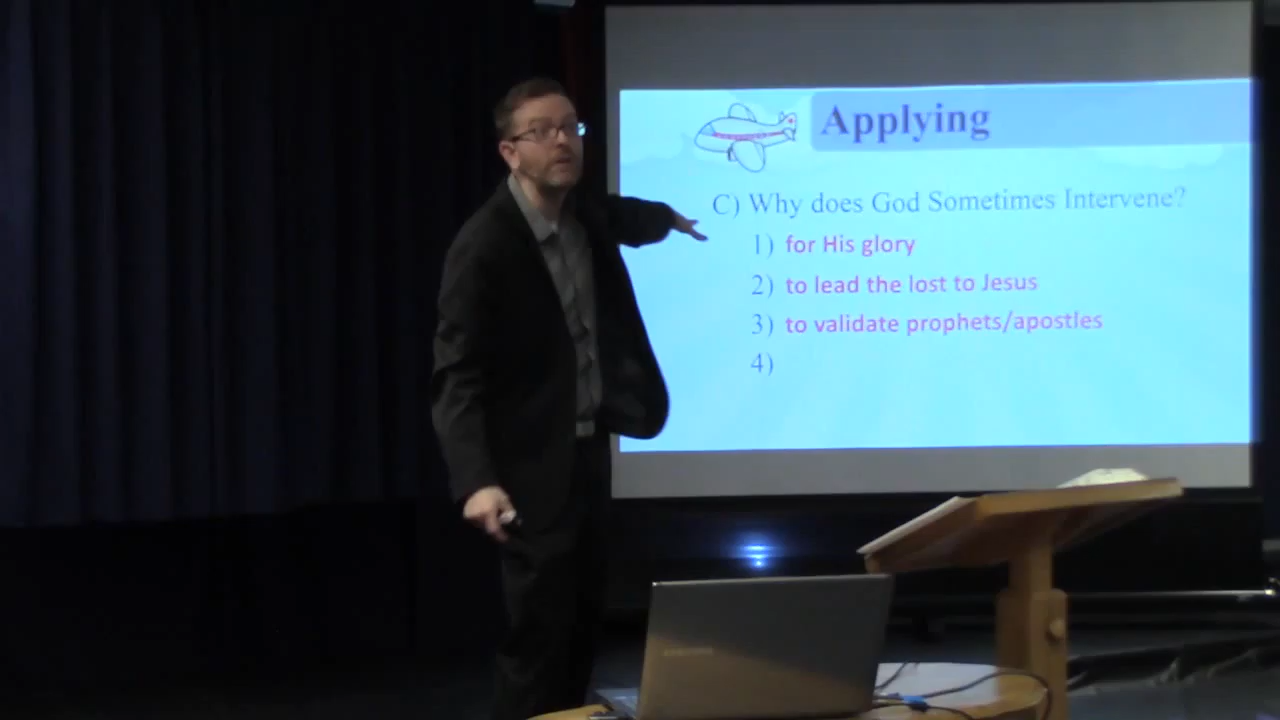 Applying
C) Why does God Sometimes Intervene?
1) for His glory
2) to lead the lost to Jesus
3) to validate prophets/apostles
4)
SAMSUNG